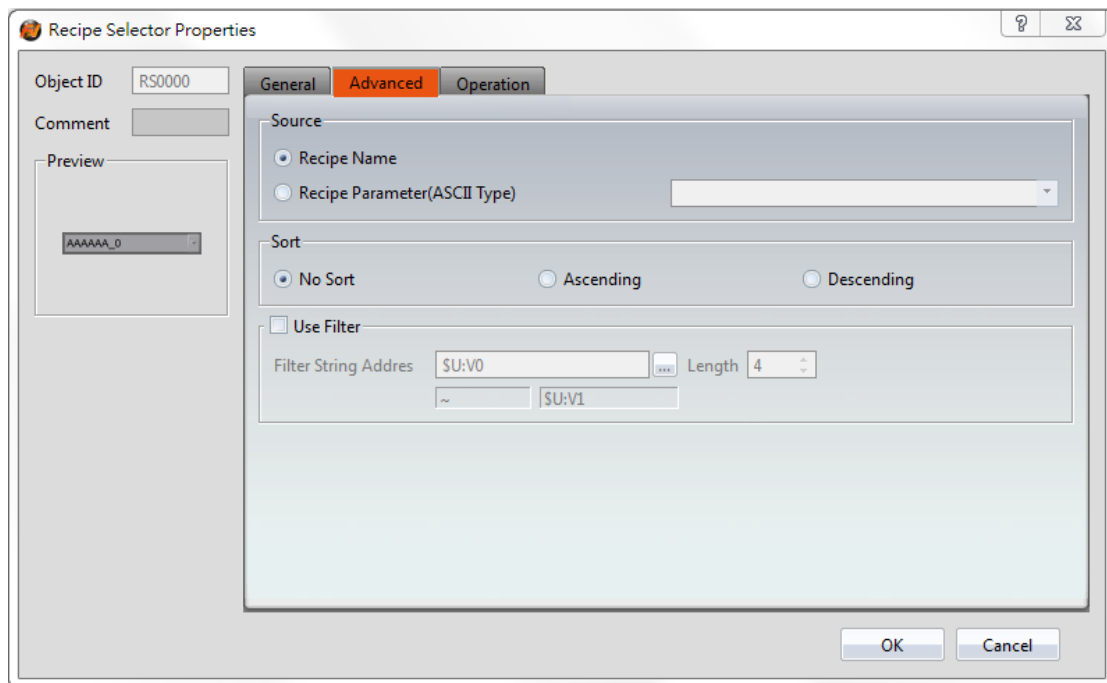 Recipe Selector Properties
Object ID RS0000
Comment
Preview
AAAAAA_0
General Advanced Operation
Source
Recipe Name
Recipe Parameter(ASCII Type)
Sort
No Sort Ascending Descending
Use Filter
Filter String Addres $U:V0 ... Length 4
~ $U:V1
OK Cancel